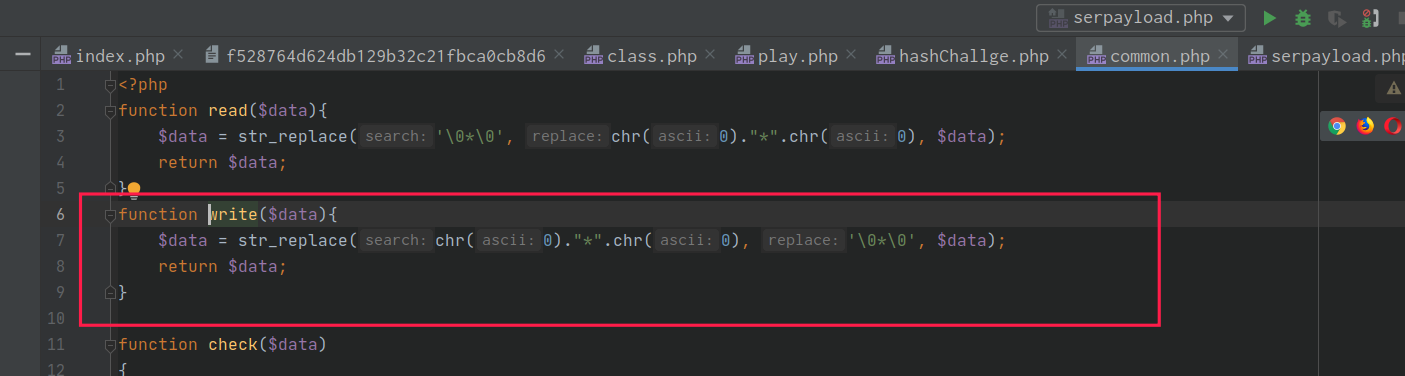 serpayload.php
index.php f528764d624db129b32c21fbca0cb8d6 class.php play.php hashChallge.php common.php serpayload.php
1 <?php
2 function read($data){
3 $data = str_replace( search: '\0*\0', replace: chr( ascii: 0)."*".chr( ascii: 0), $data);
4 return $data;
5 }
6 function write($data){
7 $data = str_replace( search: chr( ascii: 0)."*".chr( ascii: 0), replace: '\0*\0', $data);
8 return $data;
9 }
10
11 function check($data)
12 {